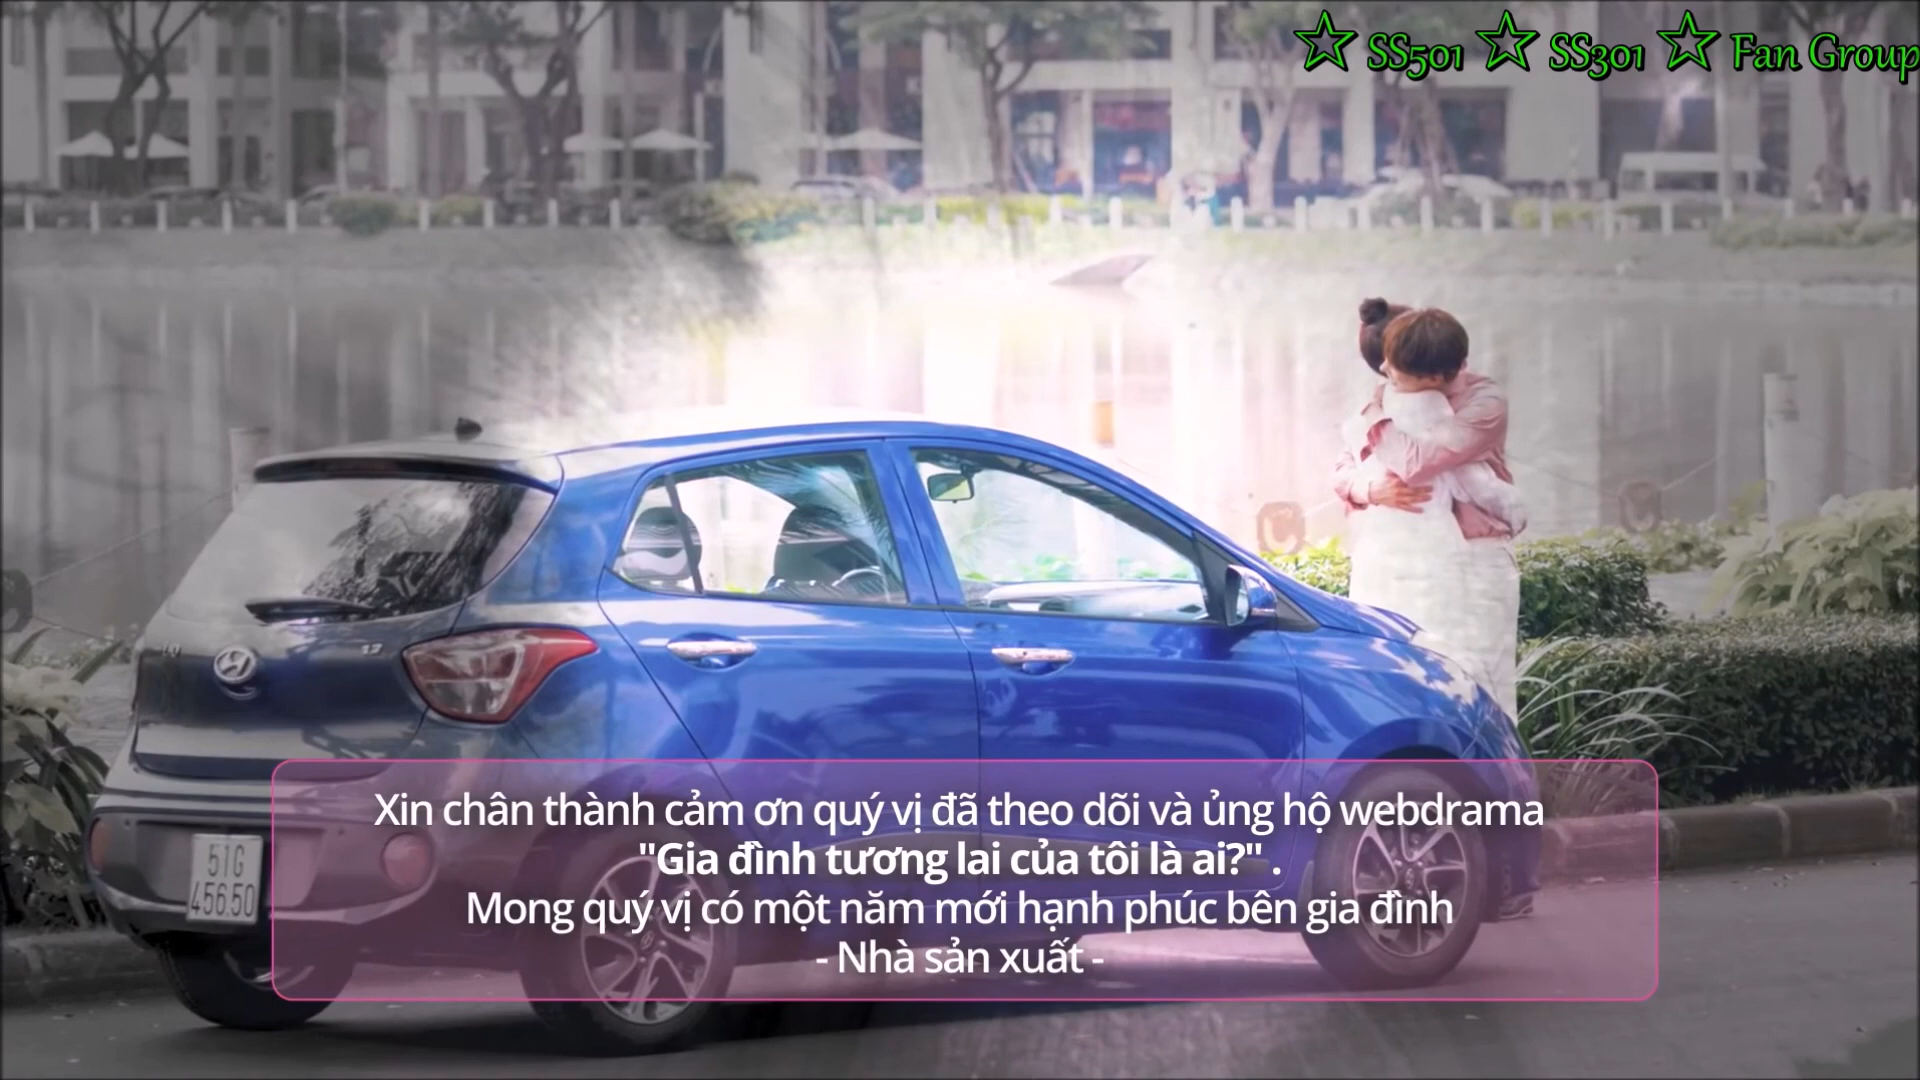 ☆ SS501 ☆ SS301 ☆ Fan Group
1.2
51G
456.50
Xin chân thành cảm ơn quý vị đã theo dõi và ủng hộ webdrama
"Gia đình tương lai của tôi là ai?" .
Mong quý vị có một năm mới hạnh phúc bên gia đình
- Nhà sản xuất -